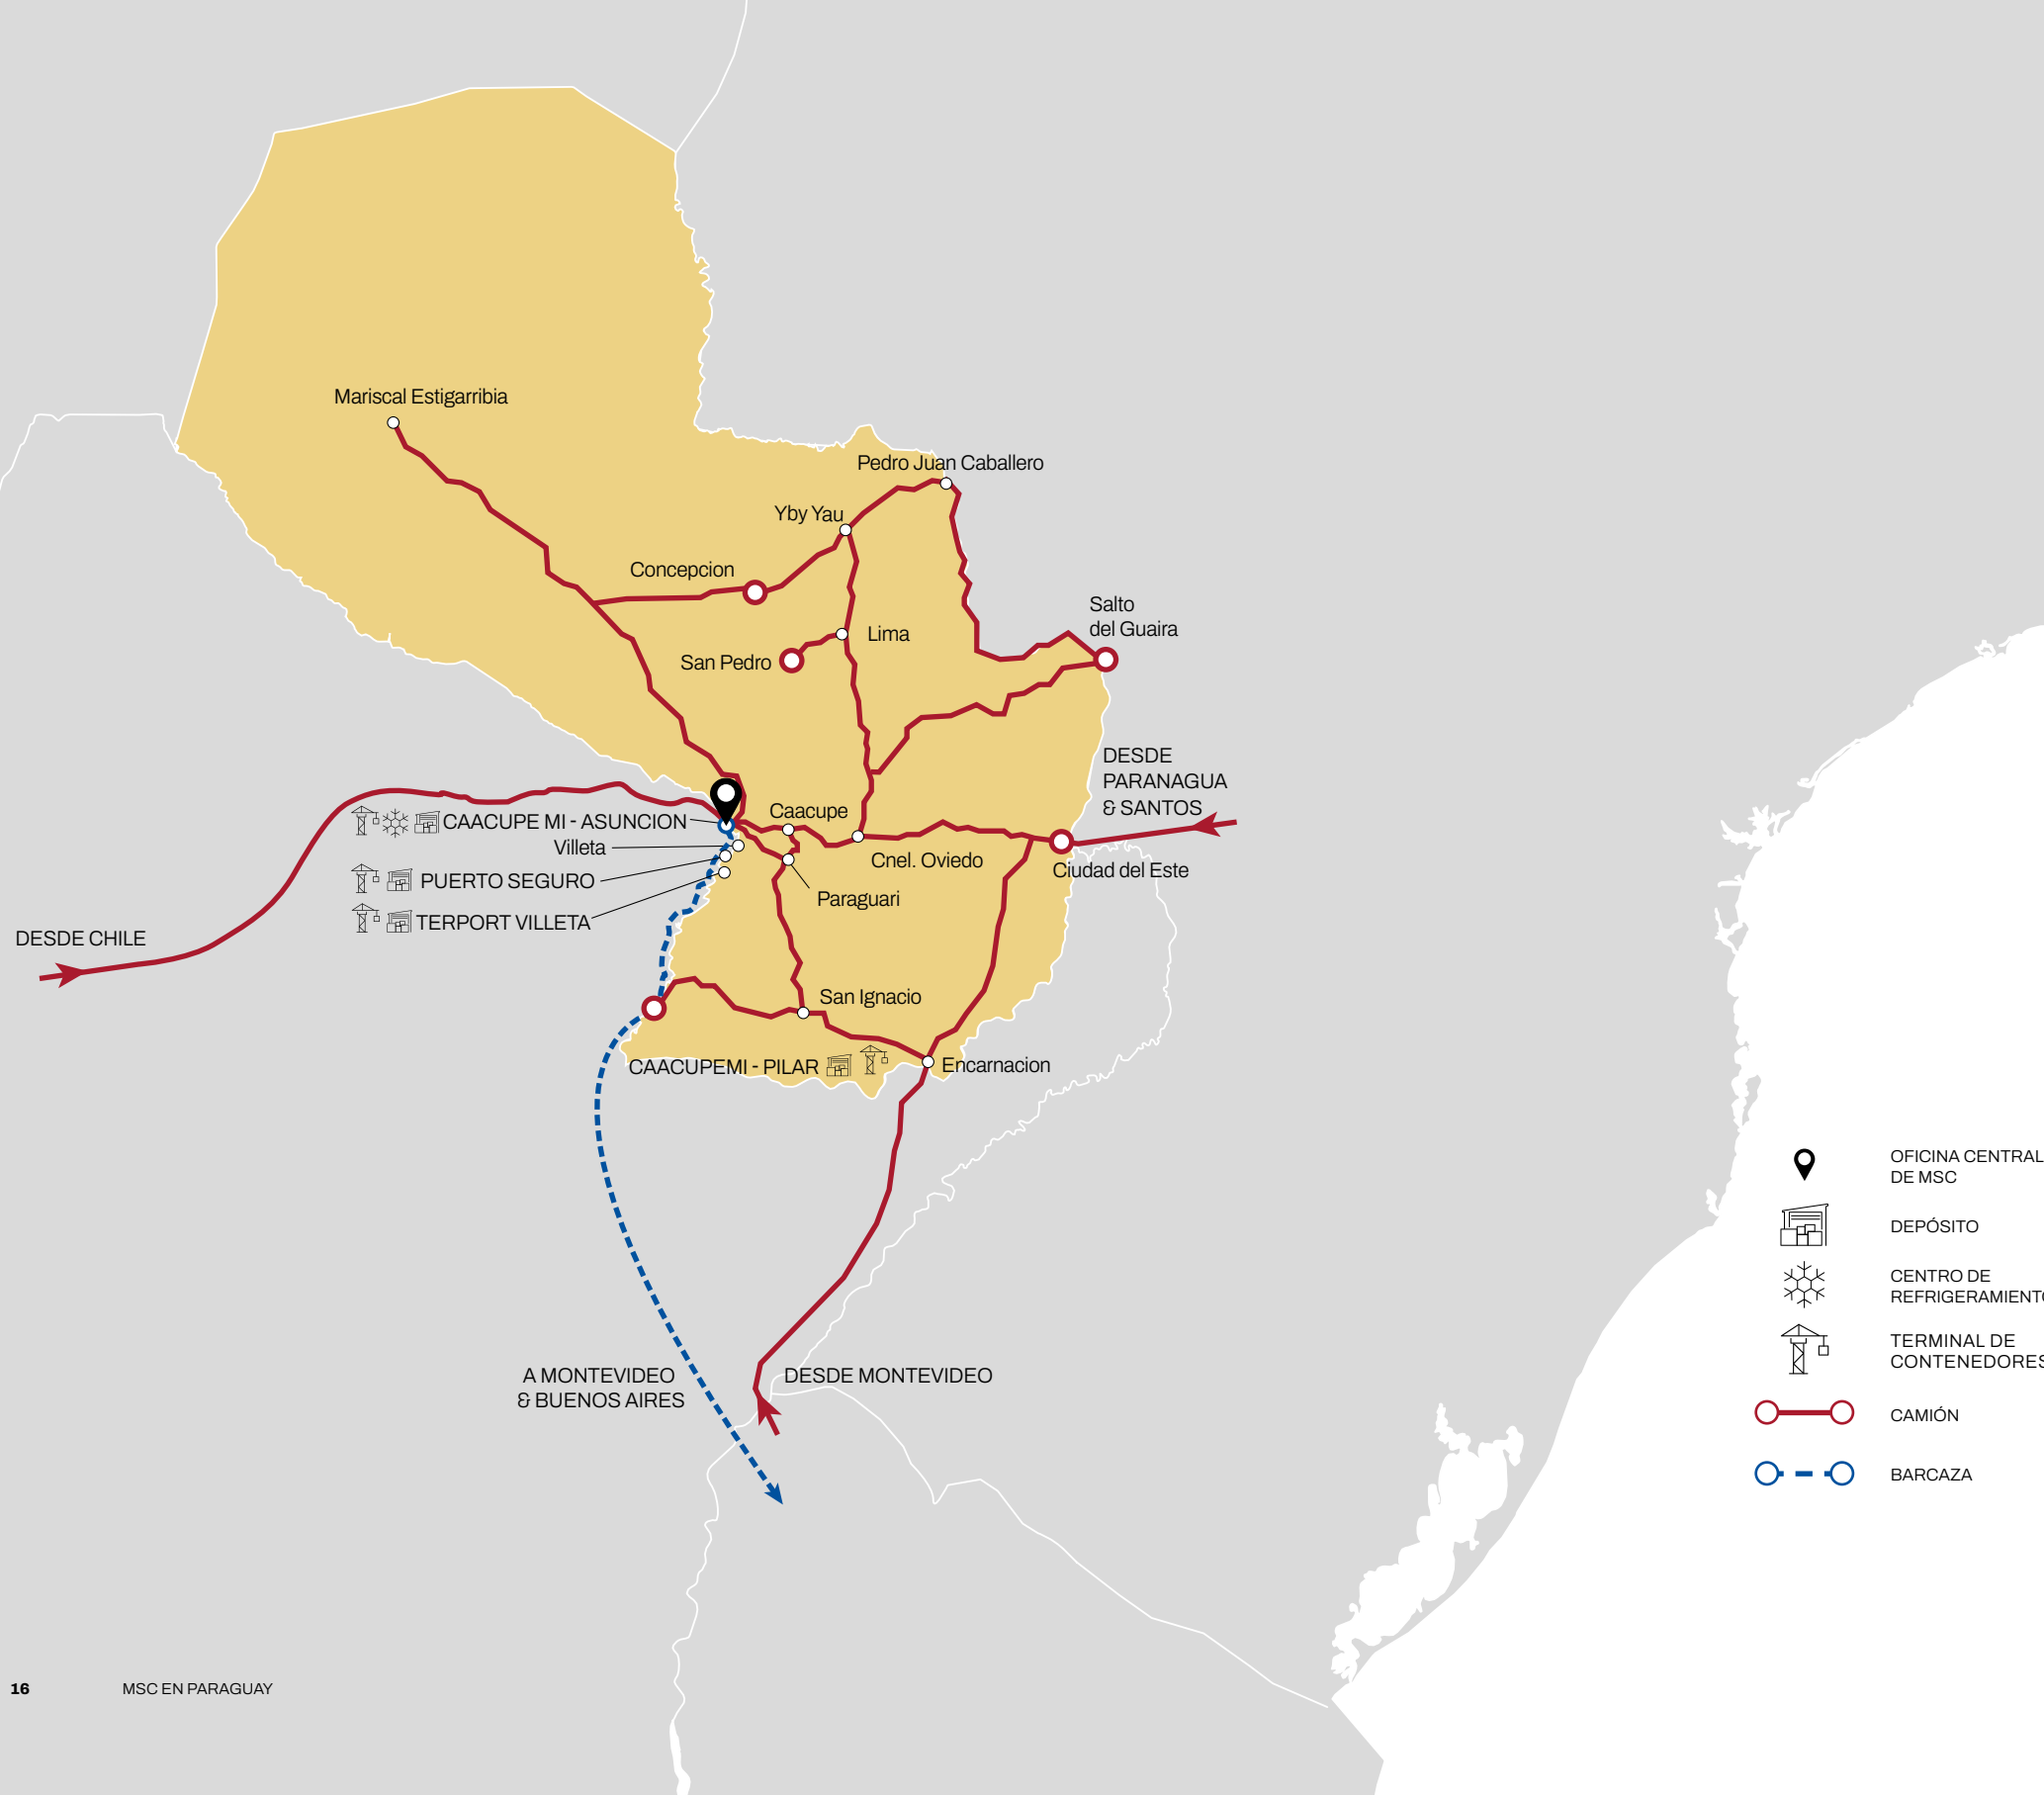 Mariscal Estigarribia
Pedro Juan Caballero
Yby Yau
Concepcion
Salto
del Guaira
Lima
San Pedro
DESDE
PARANAGUA
& SANTOS
Caacupe
CAACUPE MI - ASUNCION
Villeta
Cnel. Oviedo
Ciudad del Este
PUERTO SEGURO
Paraguari
TERPORT VILLETA
DESDE CHILE
San Ignacio
CAACUPEMI - PILAR
Encarnacion
OFICINA CENTRAL
DE MSC
DEPÓSITO
CENTRO DE
REFRIGERAMIENTO
TERMINAL DE
CONTENEDORES
CAMIÓN
BARCAZA
A MONTEVIDEO
& BUENOS AIRES
DESDE MONTEVIDEO
16
MSC EN PARAGUAY